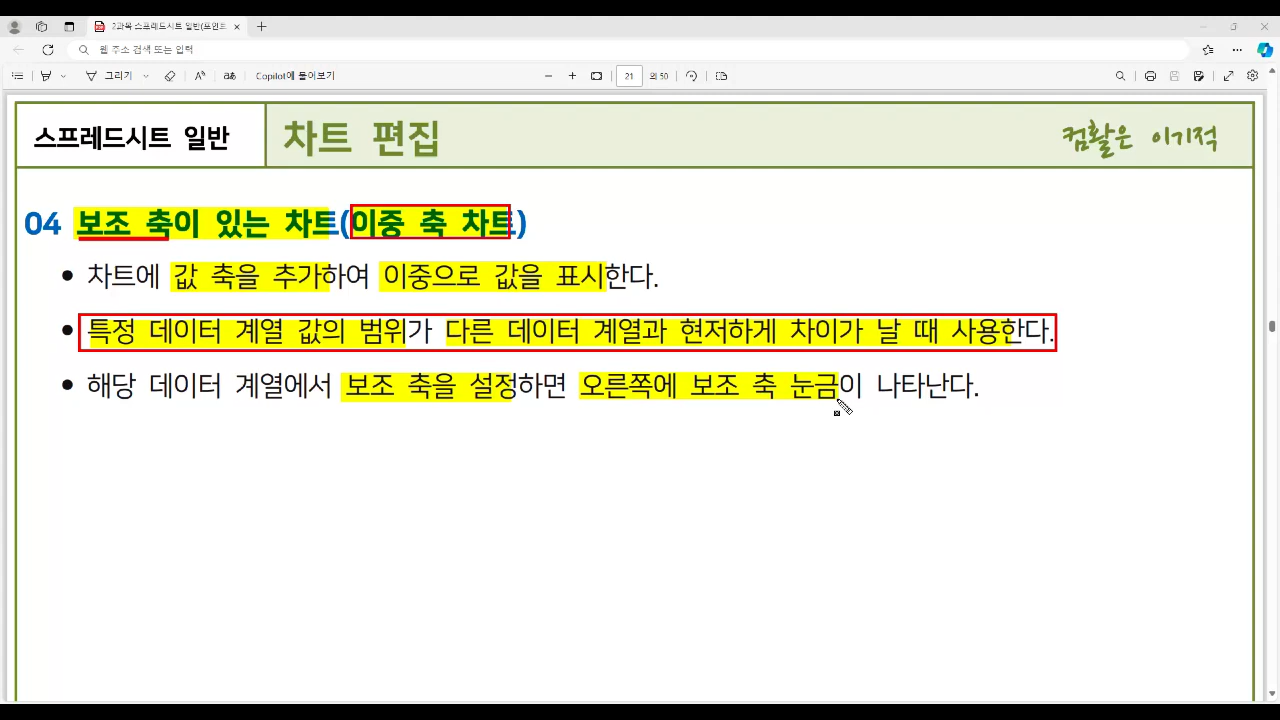 2과목 스프레드시트 일반(포인트
웹 주소 검색 또는 입력
그리기
Copilot에 물어보기
21 의 50
스프레드시트 일반
차트 편집
컴활은 이기적
04 보조 축이 있는 차트(이중 축 차트)
• 차트에 값 축을 추가하여 이중으로 값을 표시한다.
• 특정 데이터 계열 값의 범위가 다른 데이터 계열과 현저하게 차이가 날 때 사용한다.
• 해당 데이터 계열에서 보조 축을 설정하면 오른쪽에 보조 축 눈금이 나타난다.